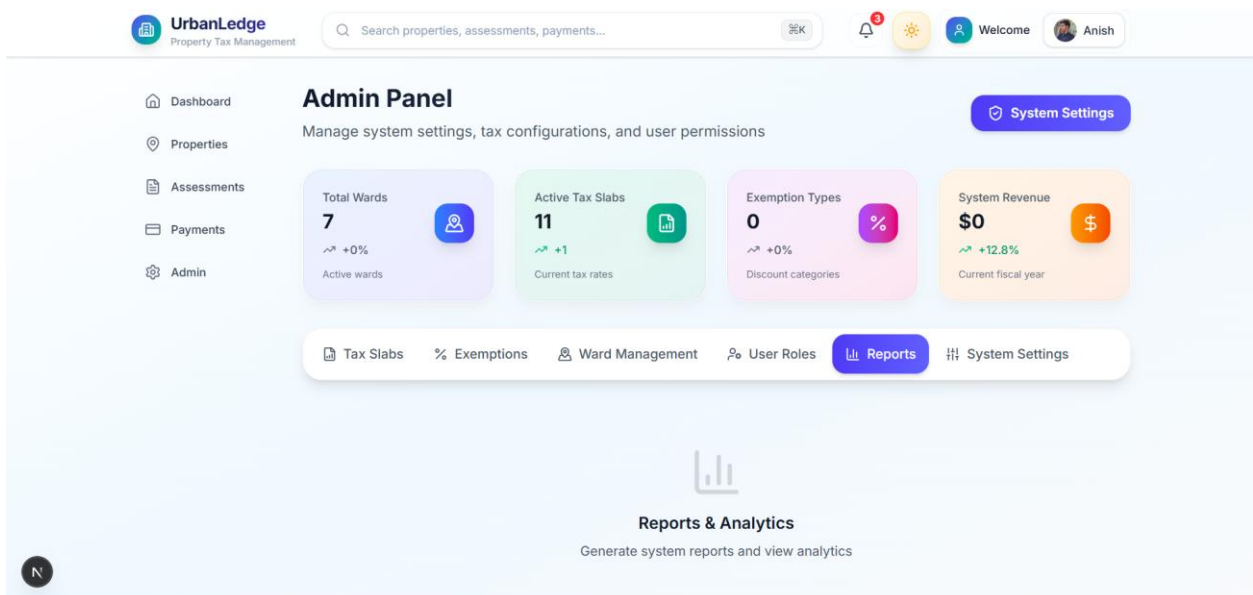 UrbanLedge
Property Tax Management
Search properties, assessments, payments...
⌘K
3
Welcome
Anish
Dashboard
Properties
Assessments
Payments
Admin
Admin Panel
Manage system settings, tax configurations, and user permissions
System Settings
Total Wards
7
+0%
Active wards
Active Tax Slabs
11
+1
Current tax rates
Exemption Types
0
+0%
Discount categories
System Revenue
$0
+12.8%
Current fiscal year
Tax Slabs
Exemptions
Ward Management
User Roles
Reports
System Settings
Reports & Analytics
Generate system reports and view analytics
N